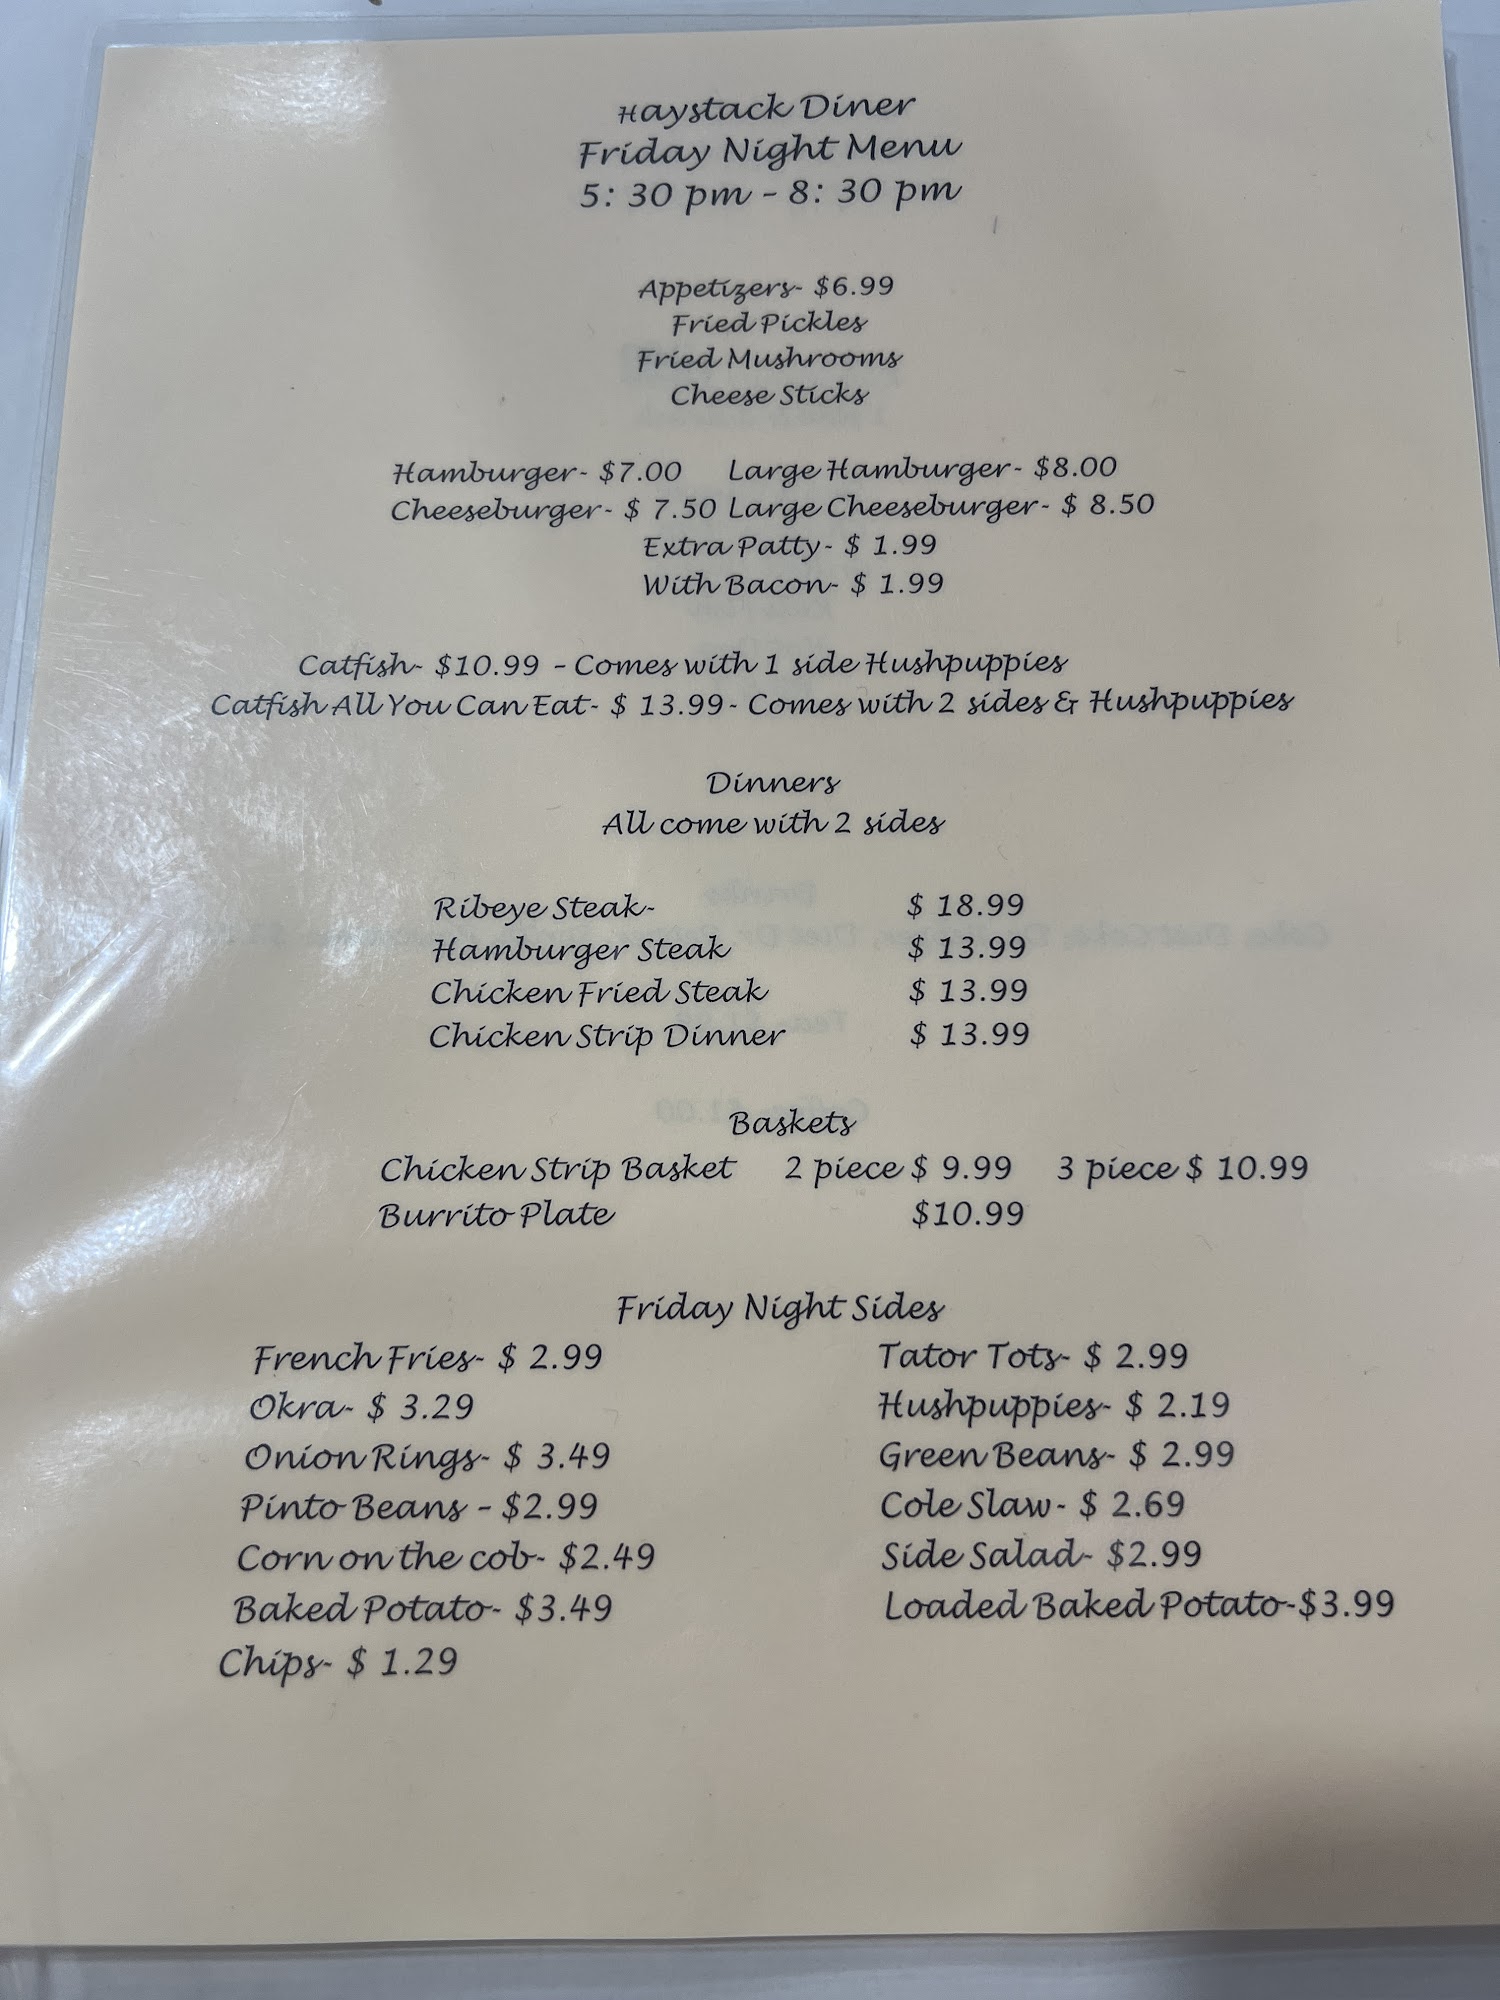 Haystack Diner
Friday Night Menu
5: 30 pm - 8: 30 pm
Appetizers- $6.99
Fried Pickles
Fried Mushrooms
Cheese Sticks
Hamburger- $7.00 Large Hamburger- $8.00
Cheeseburger- $ 7.50 Large Cheeseburger- $ 8.50
Extra Patty- $ 1.99
With Bacon- $ 1.99
Catfish- $10.99 - Comes with 1 side Hushpuppies
Catfish All You Can Eat- $ 13.99- Comes with 2 sides & Hushpuppies
Dinners
All come with 2 sides
Ribeye Steak- $ 18.99
Hamburger Steak $ 13.99
Chicken Fried Steak $ 13.99
Chicken Strip Dinner $ 13.99
Baskets
Chicken Strip Basket 2 piece $ 9.99 3 piece $ 10.99
Burrito Plate $10.99
Friday Night Sides
French Fries- $ 2.99 Tator Tots- $ 2.99
Okra- $ 3.29 Hushpuppies- $ 2.19
Onion Rings- $ 3.49 Green Beans- $ 2.99
Pinto Beans - $2.99 Cole Slaw- $ 2.69
Corn on the cob- $2.49 Side Salad- $2.99
Baked Potato- $3.49 Loaded Baked Potato-$3.99
Chips- $ 1.29